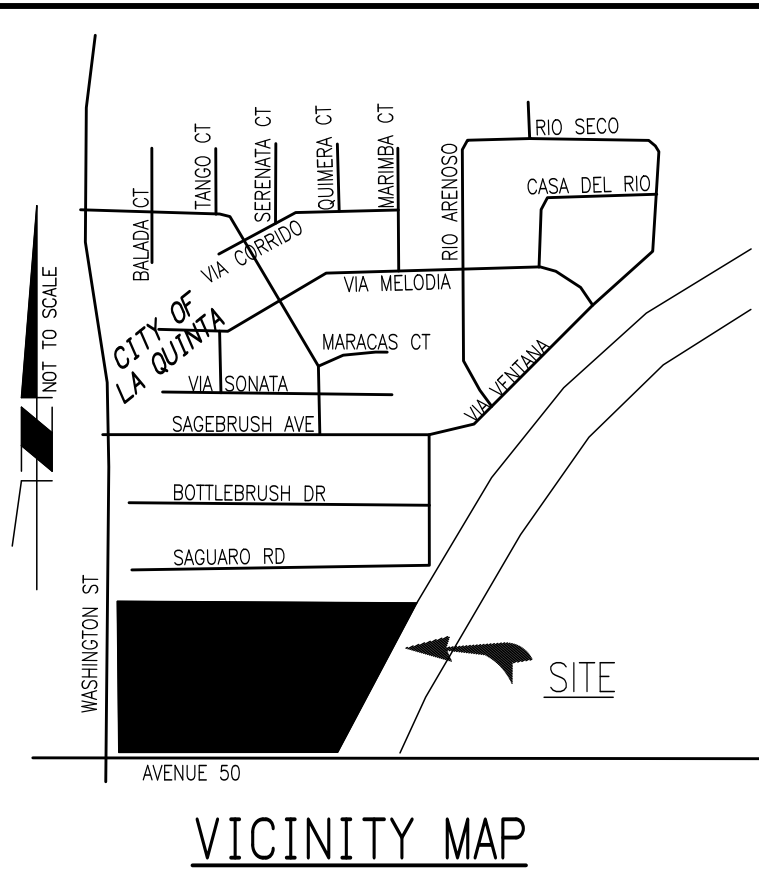 BALADA CT
TANGO CT
SERENATA CT
QUIMERA CT
MARIMBA CT
RIO ARENOSO
RIO SECO
CASA DEL RIO
VIA CORRIDO
VIA MELODIA
NOT TO SCALE
CITY OF
LA QUINTA
MARACAS CT
VIA SONATA
VIA VENTANA
SAGEBRUSH AVE
BOTTLEBRUSH DR
SAGUARO RD
WASHINGTON ST
SITE
AVENUE 50
VICINITY MAP